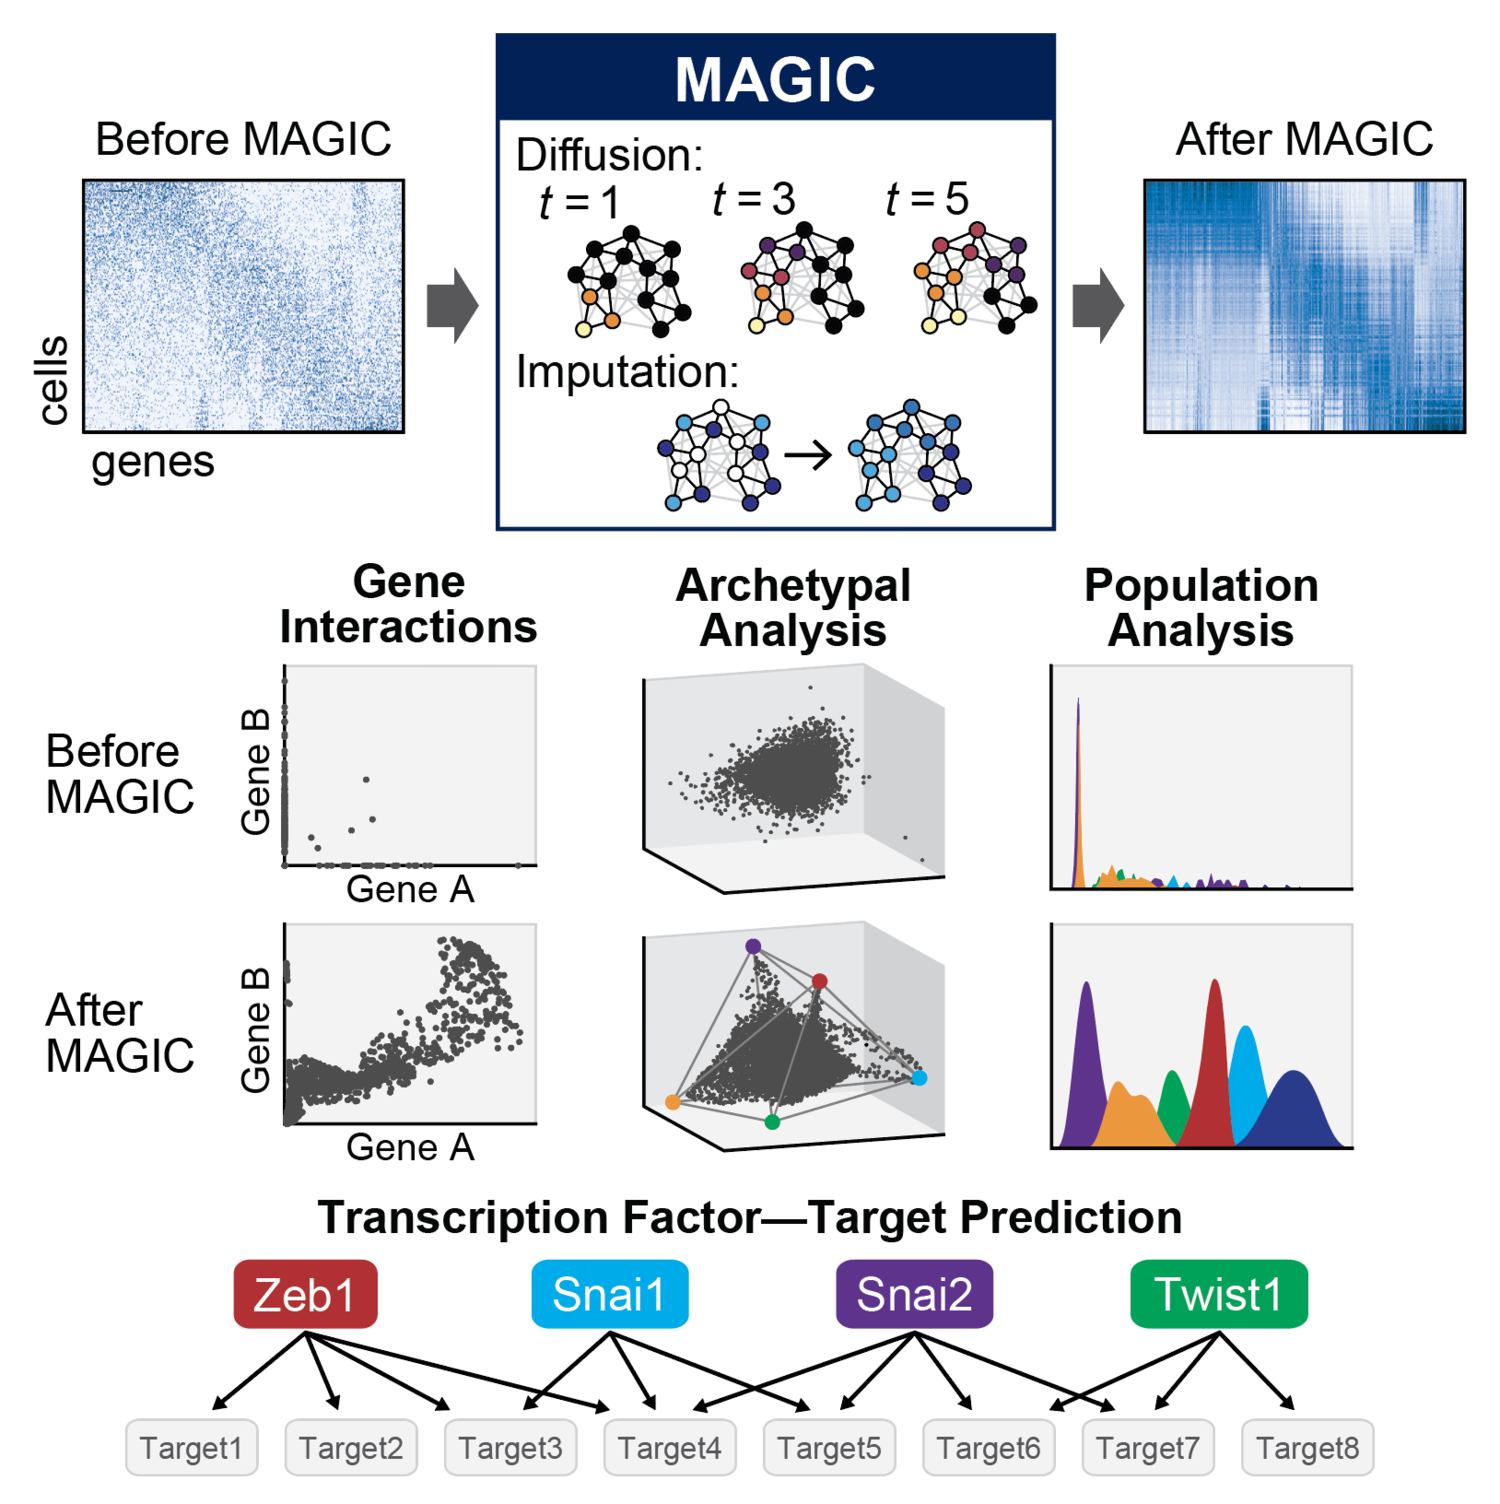 MAGIC
Before MAGIC
After MAGIC
Diffusion:
t = 1
t = 3
t = 5
Imputation:
cells
genes
Gene
Interactions
Archetypal
Analysis
Population
Analysis
Before
MAGIC
Gene B
Gene A
After
MAGIC
Gene B
Gene A
Transcription Factor—Target Prediction
Zeb1
Snai1
Snai2
Twist1
Target1
Target2
Target3
Target4
Target5
Target6
Target7
Target8